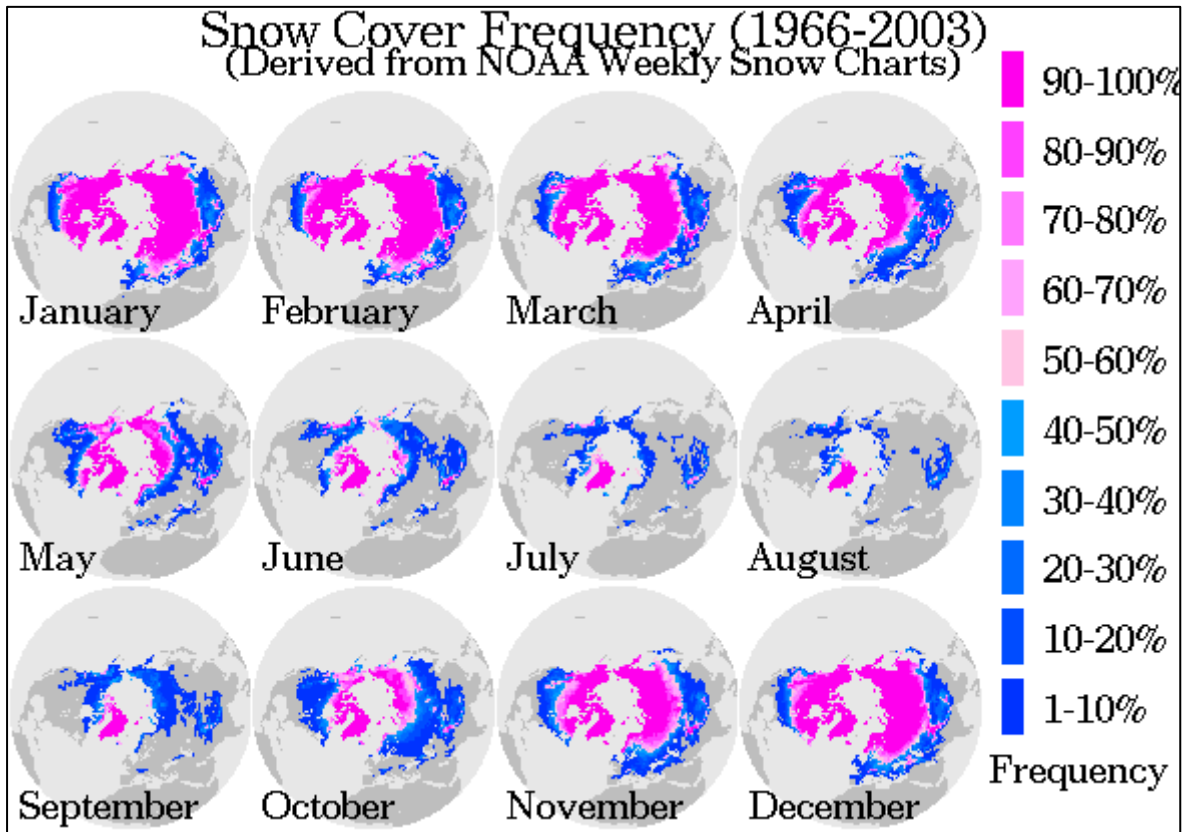 Snow Cover Frequency (1966-2003)
(Derived from NOAA Weekly Snow Charts)
90-100%
80-90%
70-80%
60-70%
50-60%
40-50%
30-40%
20-30%
10-20%
1-10%
Frequency
January
February
March
April
May
June
July
August
September
October
November
December